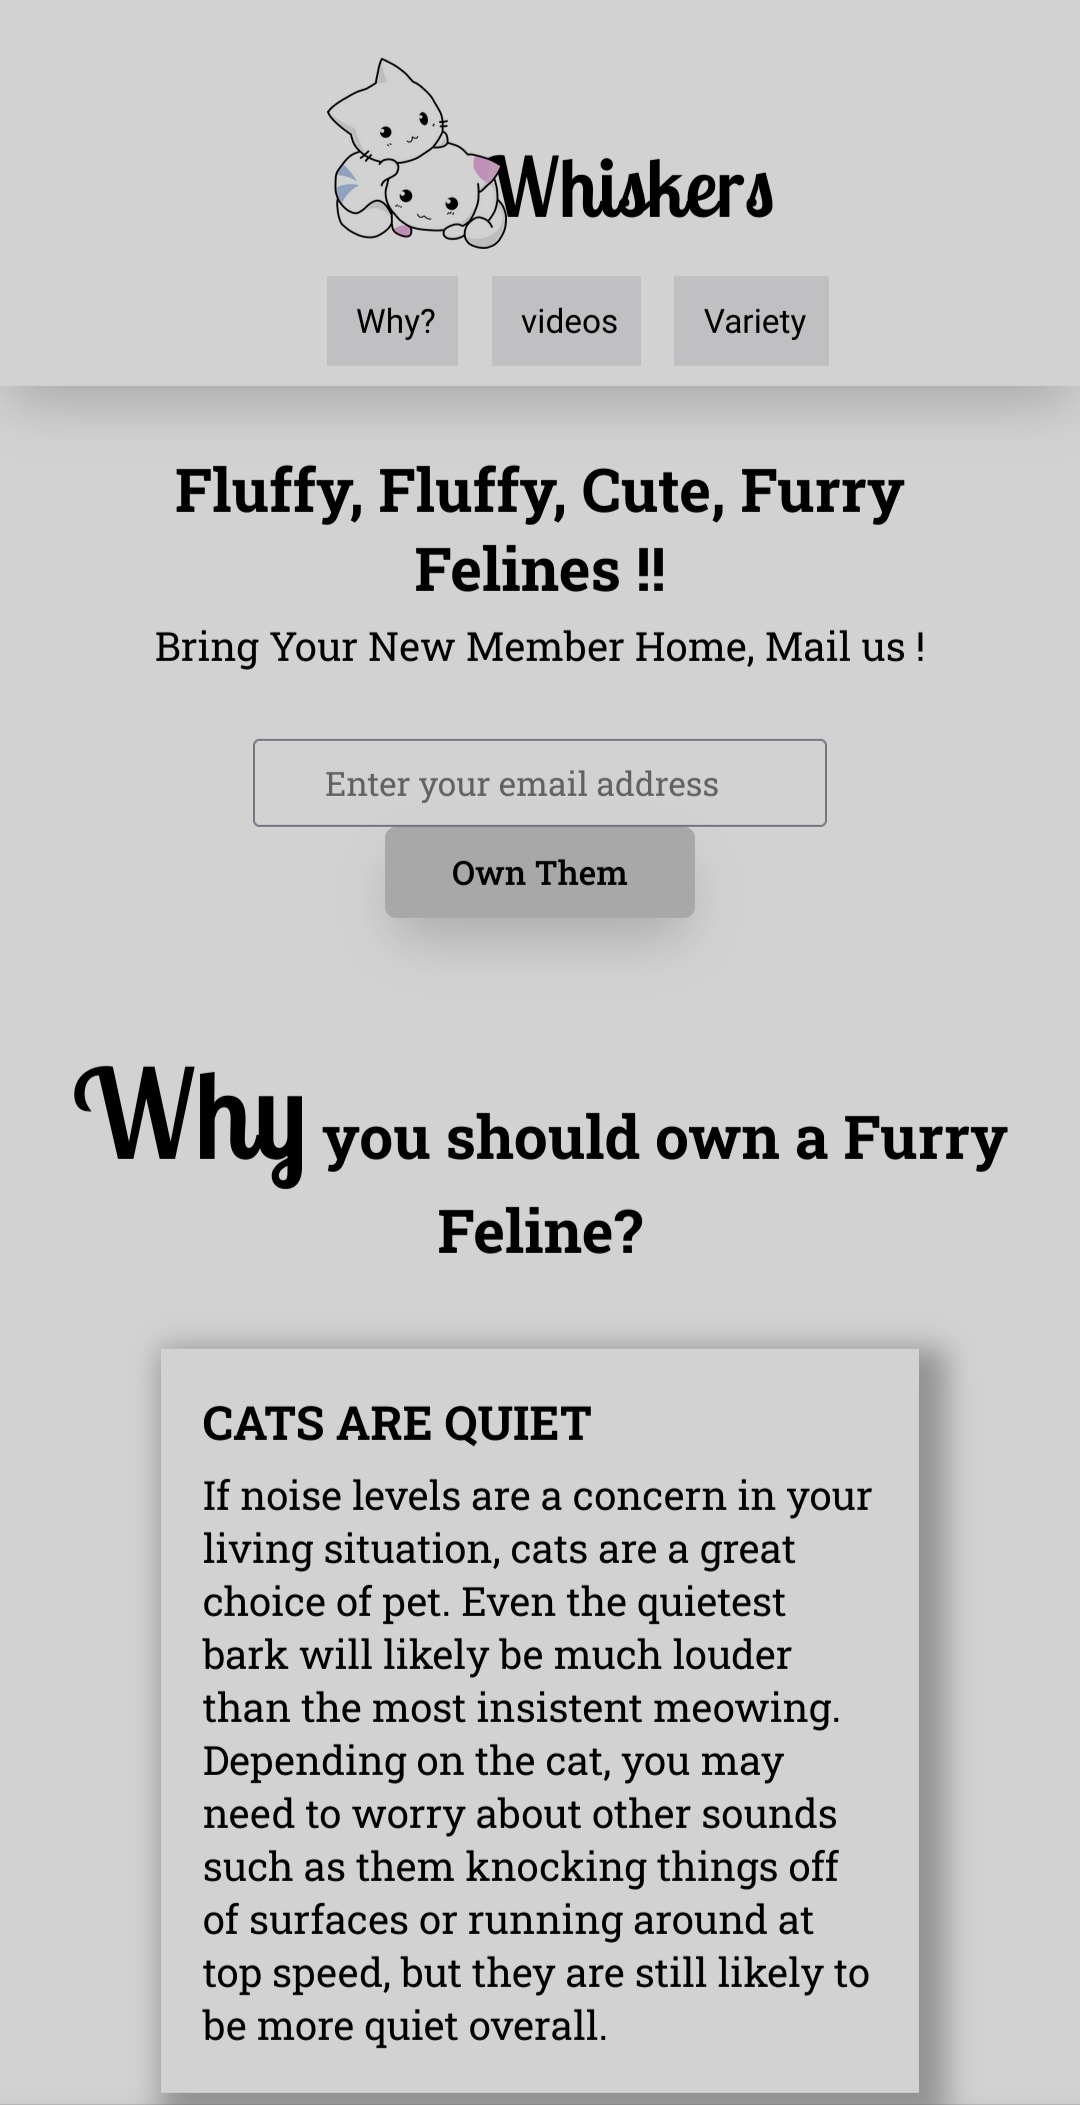 Whiskers
Why?
videos
Variety
Fluffy, Fluffy, Cute, Furry
Felines !!
Bring Your New Member Home, Mail us !
Enter your email address
Own Them
Why you should own a Furry
Feline?
CATS ARE QUIET
If noise levels are a concern in your
living situation, cats are a great
choice of pet. Even the quietest
bark will likely be much louder
than the most insistent meowing.
Depending on the cat, you may
need to worry about other sounds
such as them knocking things off
of surfaces or running around at
top speed, but they are still likely to
be more quiet overall.